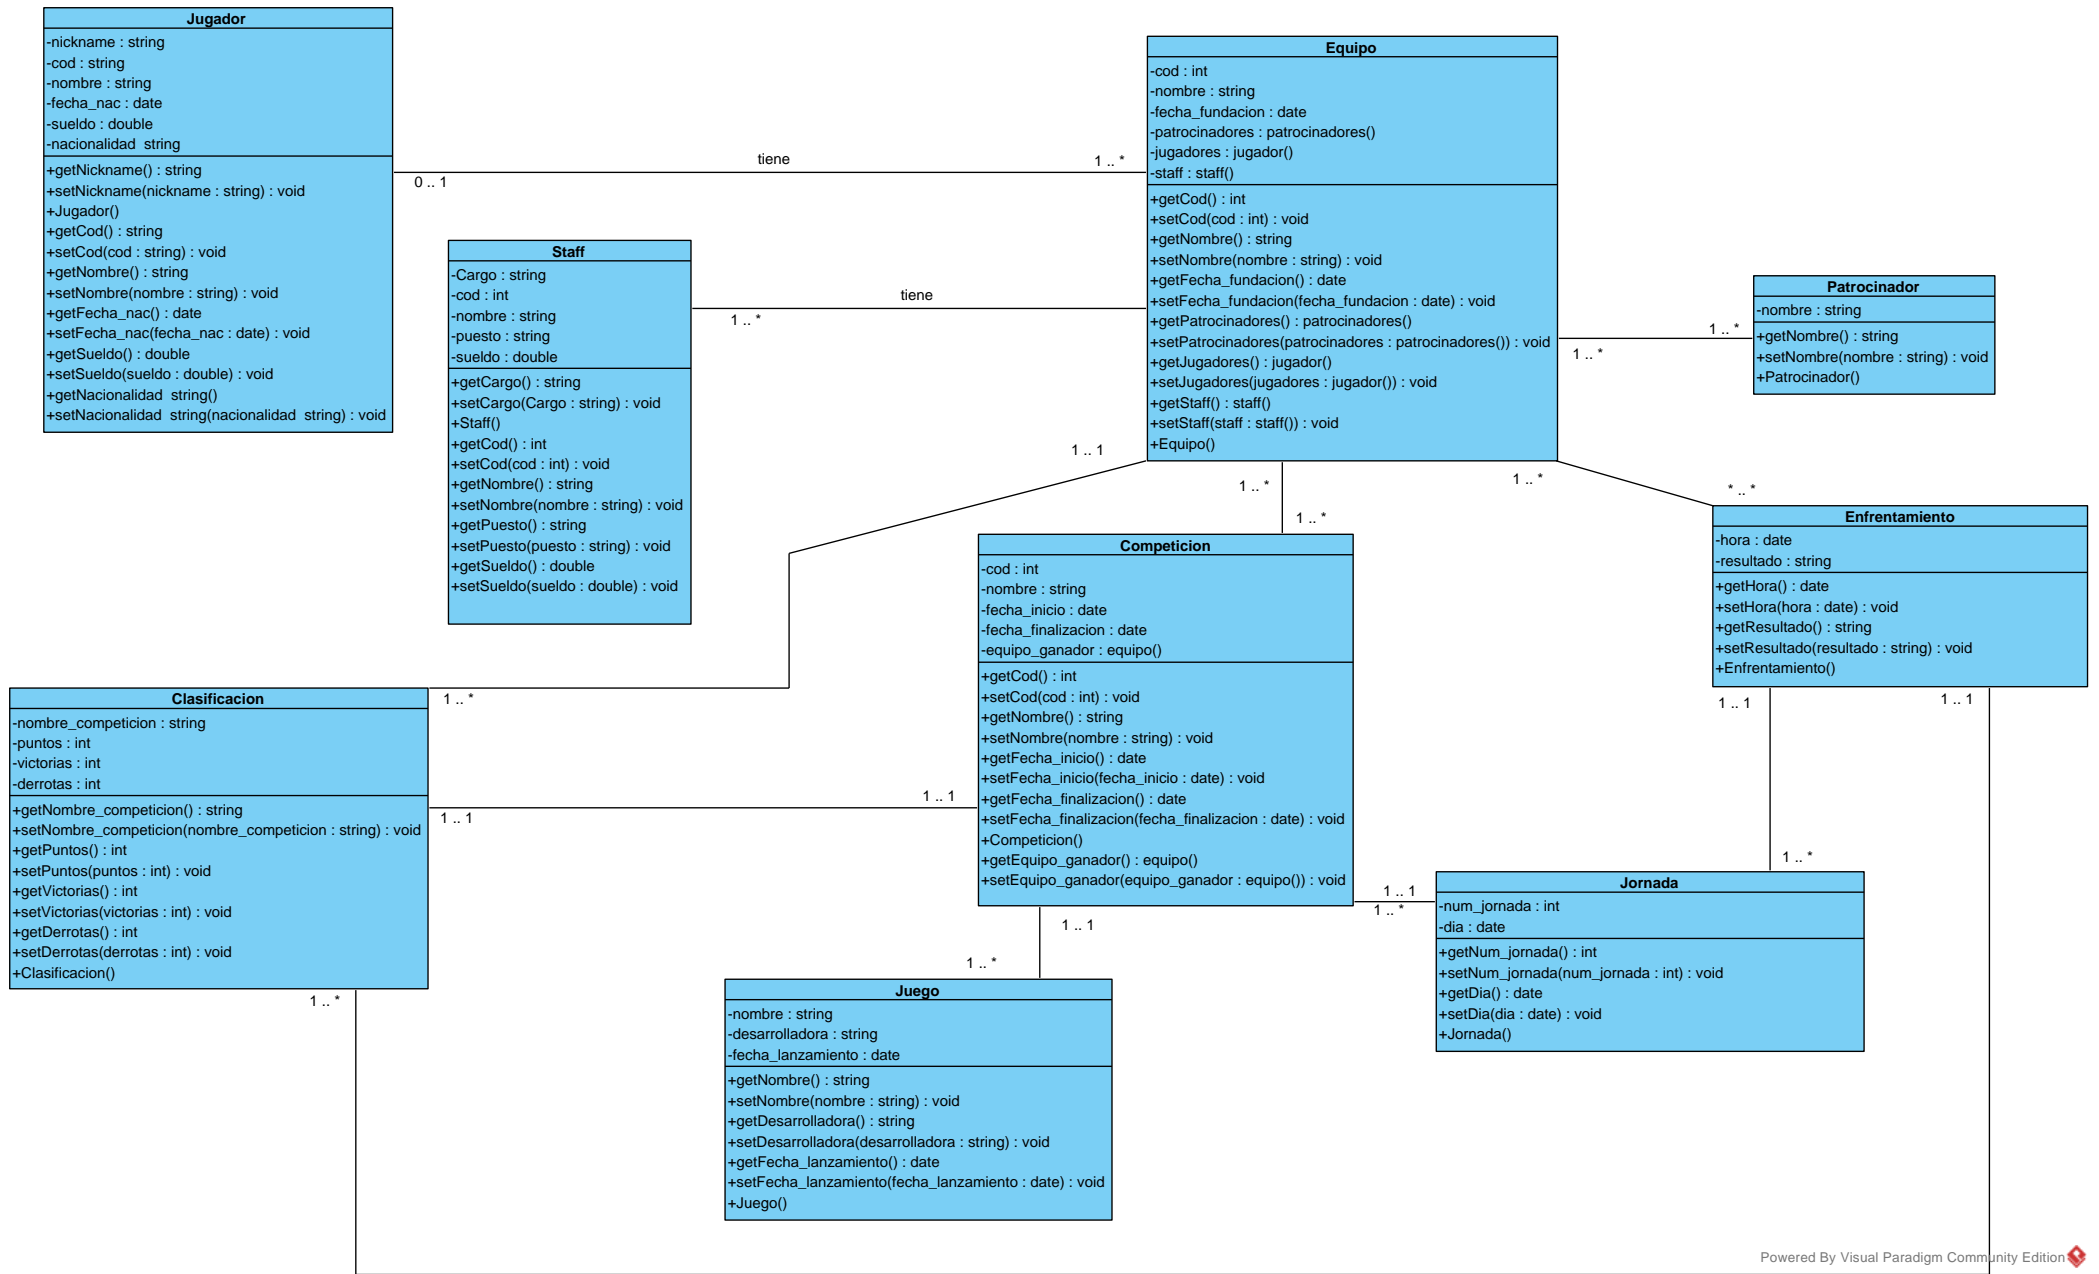 Jugador
-nickname : string
-cod : string
-nombre : string
-fecha_nac : date
-sueldo : double
-nacionalidad  string
+getNickname() : string
+setNickname(nickname : string) : void
+Jugador()
+getCod() : string
+setCod(cod : string) : void
+getNombre() : string
+setNombre(nombre : string) : void
+getFecha_nac() : date
+setFecha_nac(fecha_nac : date) : void
+getSueldo() : double
+setSueldo(sueldo : double) : void
+getNacionalidad  string()
+setNacionalidad  string(nacionalidad  string) : void
tiene
0 .. 1
1 .. *
Equipo
-cod : int
-nombre : string
-fecha_fundacion : date
-patrocinadores : patrocinadores()
-jugadores : jugador()
-staff : staff()
+getCod() : int
+setCod(cod : int) : void
+getNombre() : string
+setNombre(nombre : string) : void
+getFecha_fundacion() : date
+setFecha_fundacion(fecha_fundacion : date) : void
+getPatrocinadores() : patrocinadores()
+setPatrocinadores(patrocinadores : patrocinadores()) : void
+getJugadores() : jugador()
+setJugadores(jugadores : jugador()) : void
+getStaff() : staff()
+setStaff(staff : staff()) : void
+Equipo()
Staff
-Cargo : string
-cod : int
-nombre : string
-puesto : string
-sueldo : double
+getCargo() : string
+setCargo(Cargo : string) : void
+Staff()
+getCod() : int
+setCod(cod : int) : void
+getNombre() : string
+setNombre(nombre : string) : void
+getPuesto() : string
+setPuesto(puesto : string) : void
+getSueldo() : double
+setSueldo(sueldo : double) : void
tiene
1 .. *
Patrocinador
-nombre : string
+getNombre() : string
+setNombre(nombre : string) : void
+Patrocinador()
1 .. *
1 .. *
1 .. 1
1 .. *
1 .. *
1 .. *
* .. *
Enfrentamiento
-hora : date
-resultado : string
+getHora() : date
+setHora(hora : date) : void
+getResultado() : string
+setResultado(resultado : string) : void
+Enfrentamiento()
1 .. 1
1 .. 1
Competicion
-cod : int
-nombre : string
-fecha_inicio : date
-fecha_finalizacion : date
-equipo_ganador : equipo()
+getCod() : int
+setCod(cod : int) : void
+getNombre() : string
+setNombre(nombre : string) : void
+getFecha_inicio() : date
+setFecha_inicio(fecha_inicio : date) : void
+getFecha_finalizacion() : date
+setFecha_finalizacion(fecha_finalizacion : date) : void
+Competicion()
+getEquipo_ganador() : equipo()
+setEquipo_ganador(equipo_ganador : equipo()) : void
Clasificacion
-nombre_competicion : string
-puntos : int
-victorias : int
-derrotas : int
+getNombre_competicion() : string
+setNombre_competicion(nombre_competicion : string) : void
+getPuntos() : int
+setPuntos(puntos : int) : void
+getVictorias() : int
+setVictorias(victorias : int) : void
+getDerrotas() : int
+setDerrotas(derrotas : int) : void
+Clasificacion()
1 .. *
1 .. 1
1 .. 1
1 .. *
1 .. 1
1 .. *
1 .. 1
1 .. *
1 .. *
Jornada
-num_jornada : int
-dia : date
+getNum_jornada() : int
+setNum_jornada(num_jornada : int) : void
+getDia() : date
+setDia(dia : date) : void
+Jornada()
Juego
-nombre : string
-desarrolladora : string
-fecha_lanzamiento : date
+getNombre() : string
+setNombre(nombre : string) : void
+getDesarrolladora() : string
+setDesarrolladora(desarrolladora : string) : void
+getFecha_lanzamiento() : date
+setFecha_lanzamiento(fecha_lanzamiento : date) : void
+Juego()
Powered By Visual Paradigm Community Edition